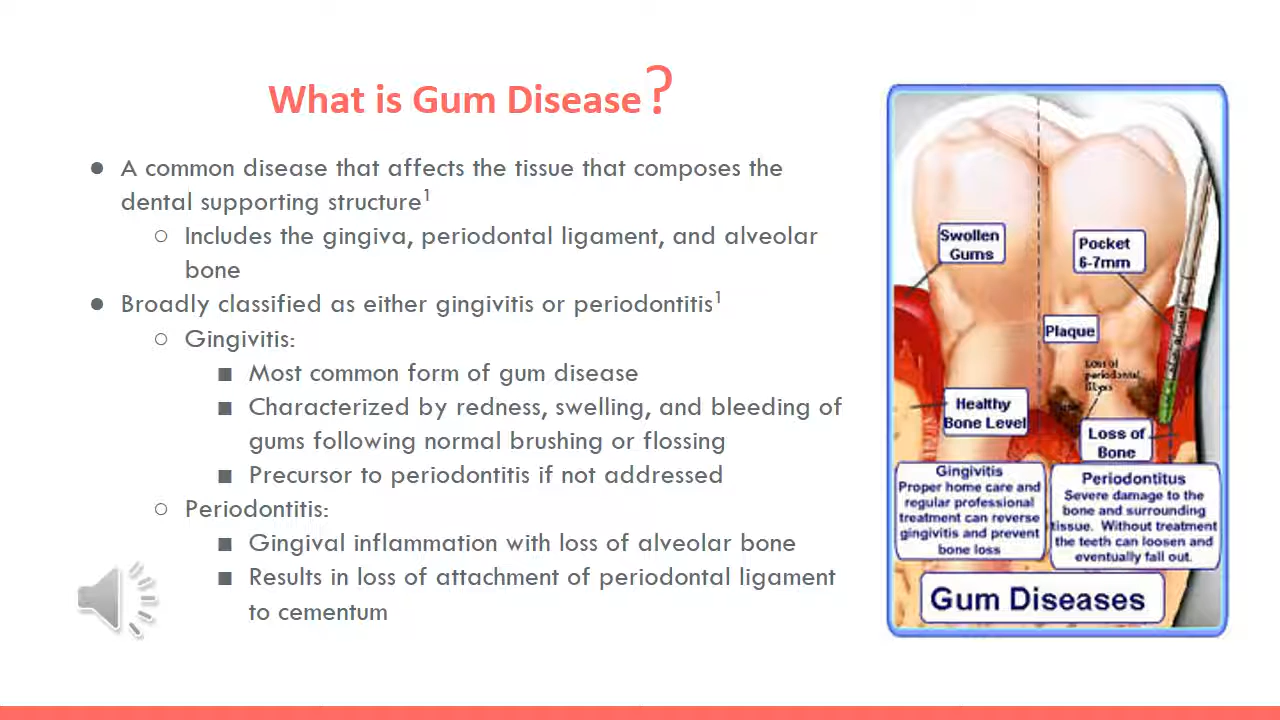 What is Gum Disease?
● A common disease that affects the tissue that composes the
dental supporting structure1
○ Includes the gingiva, periodontal ligament, and alveolar
bone
● Broadly classified as either gingivitis or periodontitis1
○ Gingivitis:
■ Most common form of gum disease
■ Characterized by redness, swelling, and bleeding of
gums following normal brushing or flossing
■ Precursor to periodontitis if not addressed
○ Periodontitis:
■ Gingival inflammation with loss of alveolar bone
■ Results in loss of attachment of periodontal ligament
to cementum
Swollen
Gums
Pocket
6-7mm
Plaque
Loss of
periodontal
Healthy
Bone Level
Loss of
Bone
Gingivitis
Proper home care and
regular professional
treatment can reverse
gingivitis and prevent
bone loss
Periodontitus
Severe damage to the
bone and surrounding
tissue. Without treatment
the teeth can loosen and
eventually fall out.
Gum Diseases